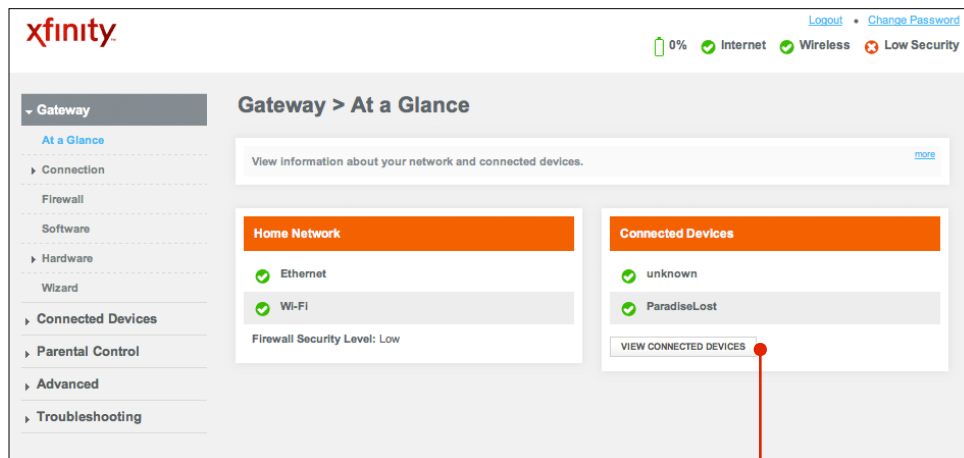 xfinity
Logout • Change Password
0% Internet Wireless Low Security
Gateway
At a Glance
Connection
Firewall
Software
Hardware
Wizard
Connected Devices
Parental Control
Advanced
Troubleshooting
Gateway > At a Glance
View information about your network and connected devices.
more
Home Network
Ethernet
Wi-Fi
Firewall Security Level: Low
Connected Devices
unknown
ParadiseLost
VIEW CONNECTED DEVICES